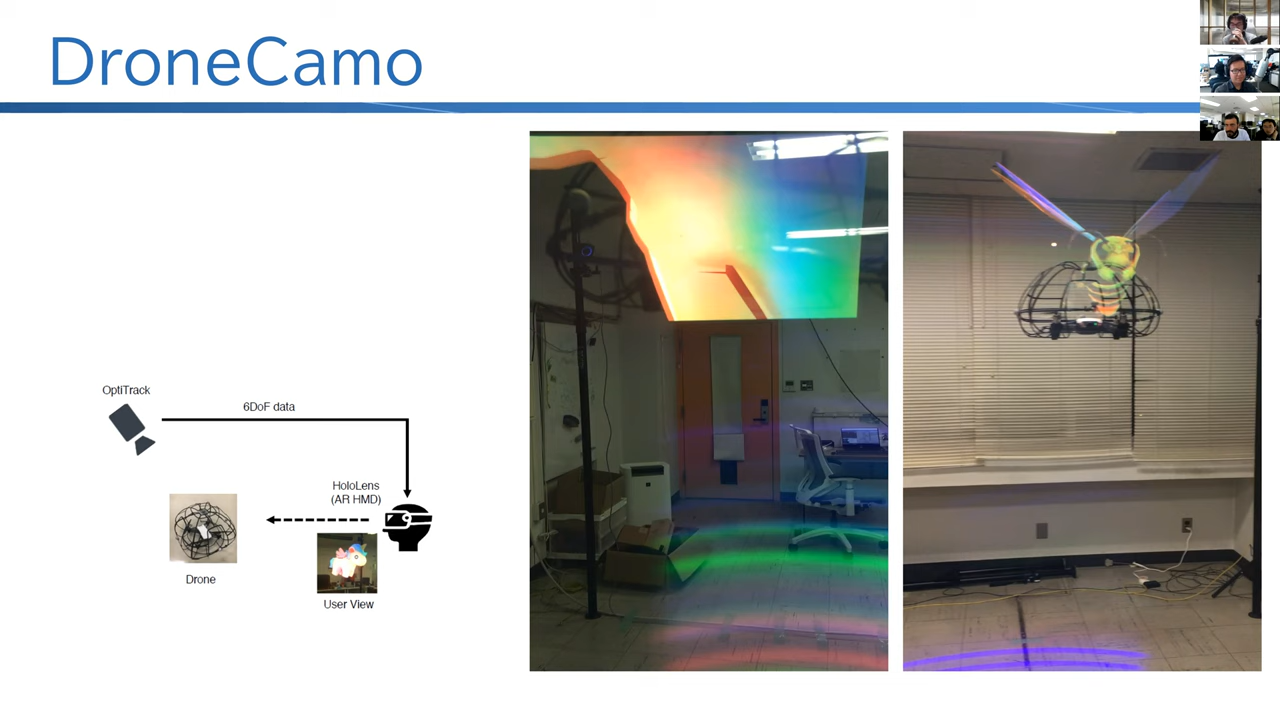 DroneCamo
OptiTrack
6DoF data
HoloLens
(AR HMD)
Drone
User View